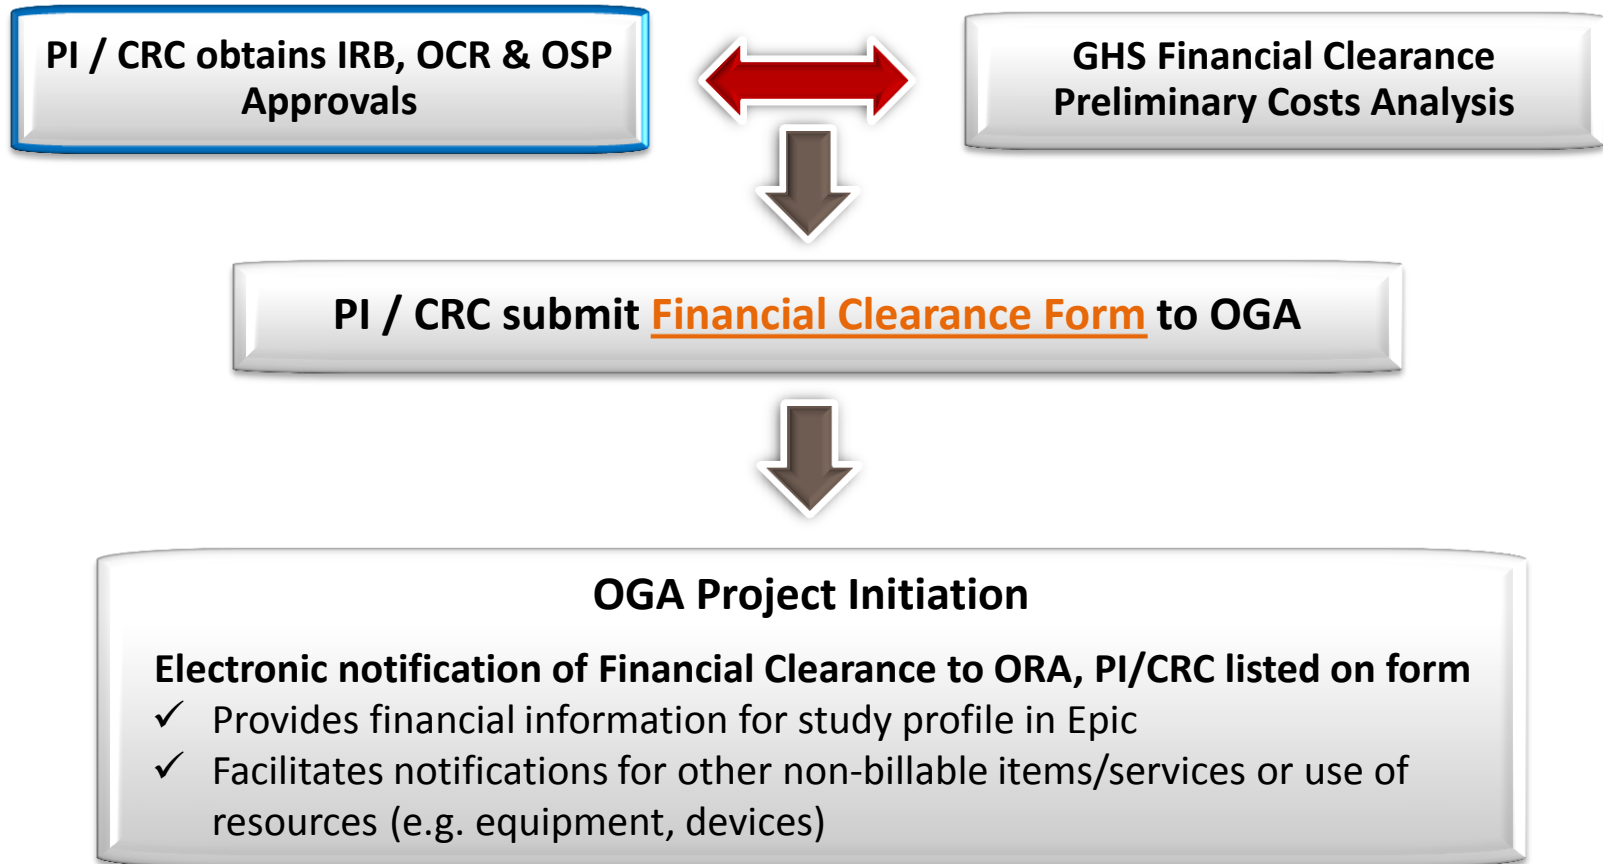 PI / CRC obtains IRB, OCR & OSP
Approvals
GHS Financial Clearance
Preliminary Costs Analysis
PI / CRC submit Financial Clearance Form to OGA
OGA Project Initiation
Electronic notification of Financial Clearance to ORA, PI/CRC listed on form
✓ Provides financial information for study profile in Epic
✓ Facilitates notifications for other non-billable items/services or use of
resources (e.g. equipment, devices)